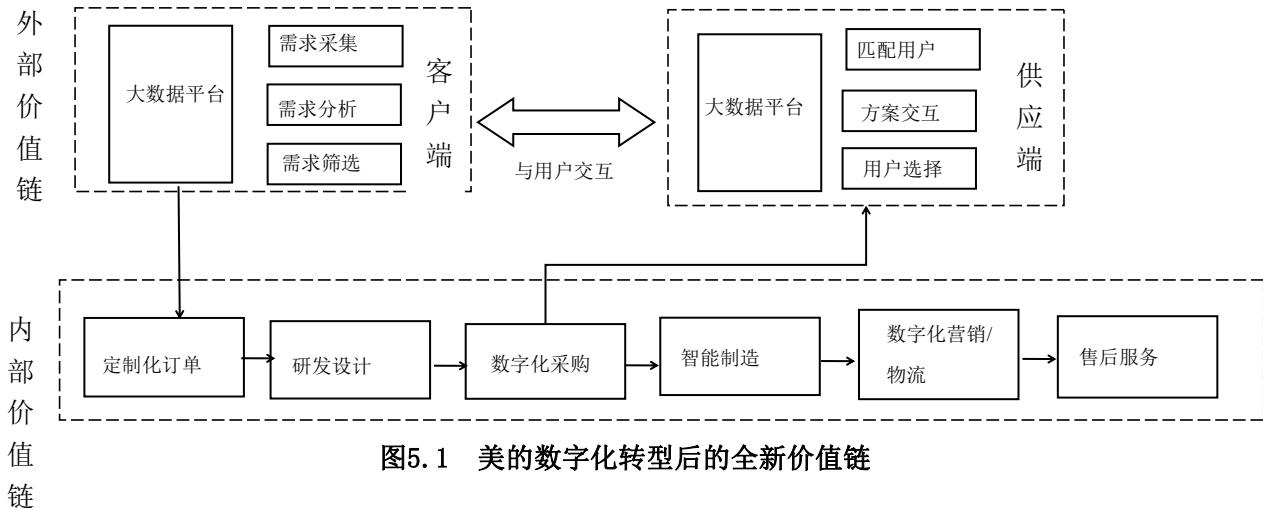 外部价值链
大数据平台
需求采集
需求分析
需求筛选
客户端
与用户交互
大数据平台
匹配用户
方案交互
用户选择
供应端
内部价值链
定制化订单
研发设计
数字化采购
智能制造
数字化营销/
物流
售后服务
图5.1 美的数字化转型后的全新价值链